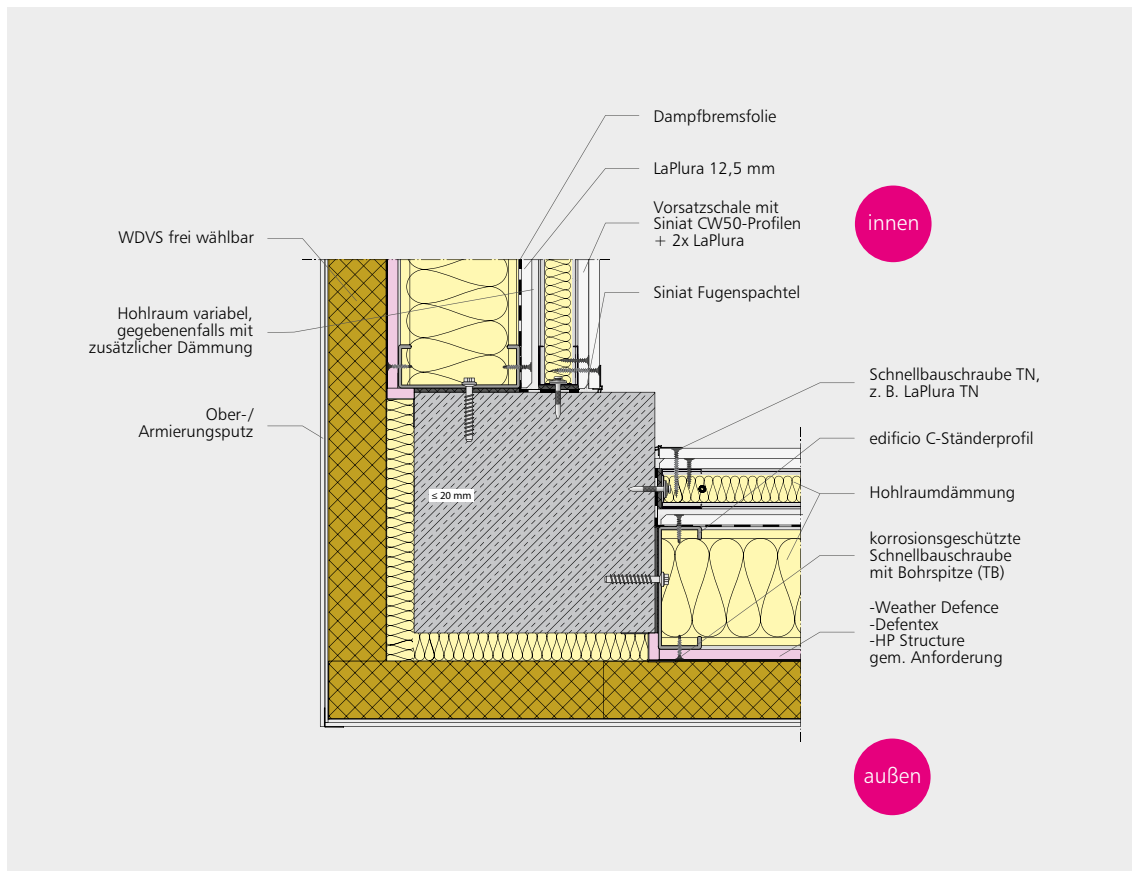 Dampfbremsfolie
LaPlura 12,5 mm
Vorsatzschale mit
Siniat CW50-Profilen
+ 2x LaPlura
innen
WDVS frei wählbar
Siniat Fugenspachtel
Hohlraum variabel,
gegebenenfalls mit
zusätzlicher Dämmung
Schnellbauschraube TN,
z. B. LaPlura TN
Ober-/
Armierungsputz
edificio C-Ständerprofil
≤ 20 mm
Hohlraumdämmung
korrosionsgeschützte
Schnellbauschraube
mit Bohrspitze (TB)
-Weather Defence
-Defentex
-HP Structure
gem. Anforderung
außen